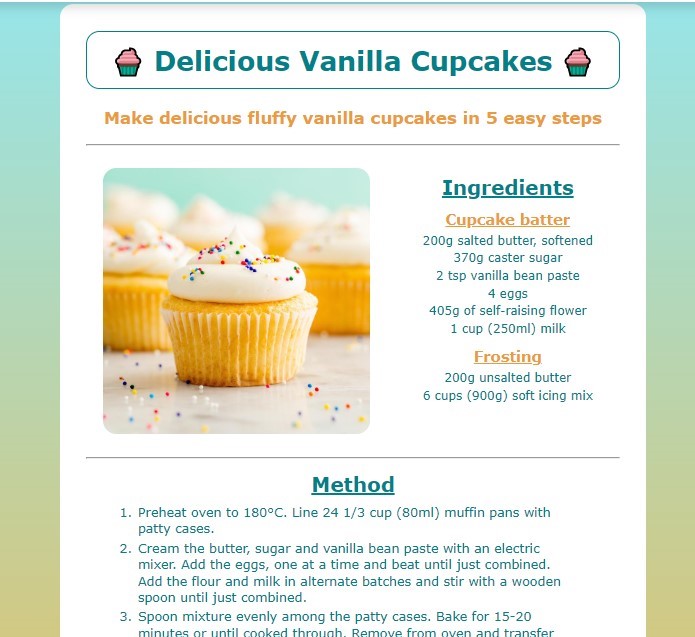 Delicious Vanilla Cupcakes
Make delicious fluffy vanilla cupcakes in 5 easy steps
Ingredients
Cupcake batter
200g salted butter, softened
370g caster sugar
2 tsp vanilla bean paste
4 eggs
405g of self-raising flower
1 cup (250ml) milk
Frosting
200g unsalted butter
6 cups (900g) soft icing mix
Method
1. Preheat oven to 180°C. Line 24 1/3 cup (80ml) muffin pans with
patty cases.
2. Cream the butter, sugar and vanilla bean paste with an electric
mixer. Add the eggs, one at a time and beat until just combined.
Add the flour and milk in alternate batches and stir with a wooden
spoon until just combined.
3. Spoon mixture evenly among the patty cases. Bake for 15-20
minutes or until cooked through. Remove from oven and transfer